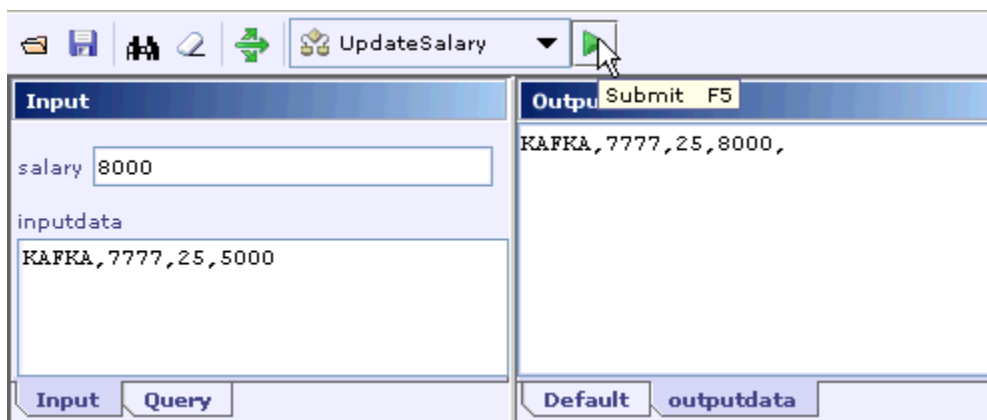 UpdateSalary
Submit F5
Input
salary 8000
inputdata
KAFKA,7777,25,5000
Input Query
Outpu
KAFKA,7777,25,8000,
Default outputdata